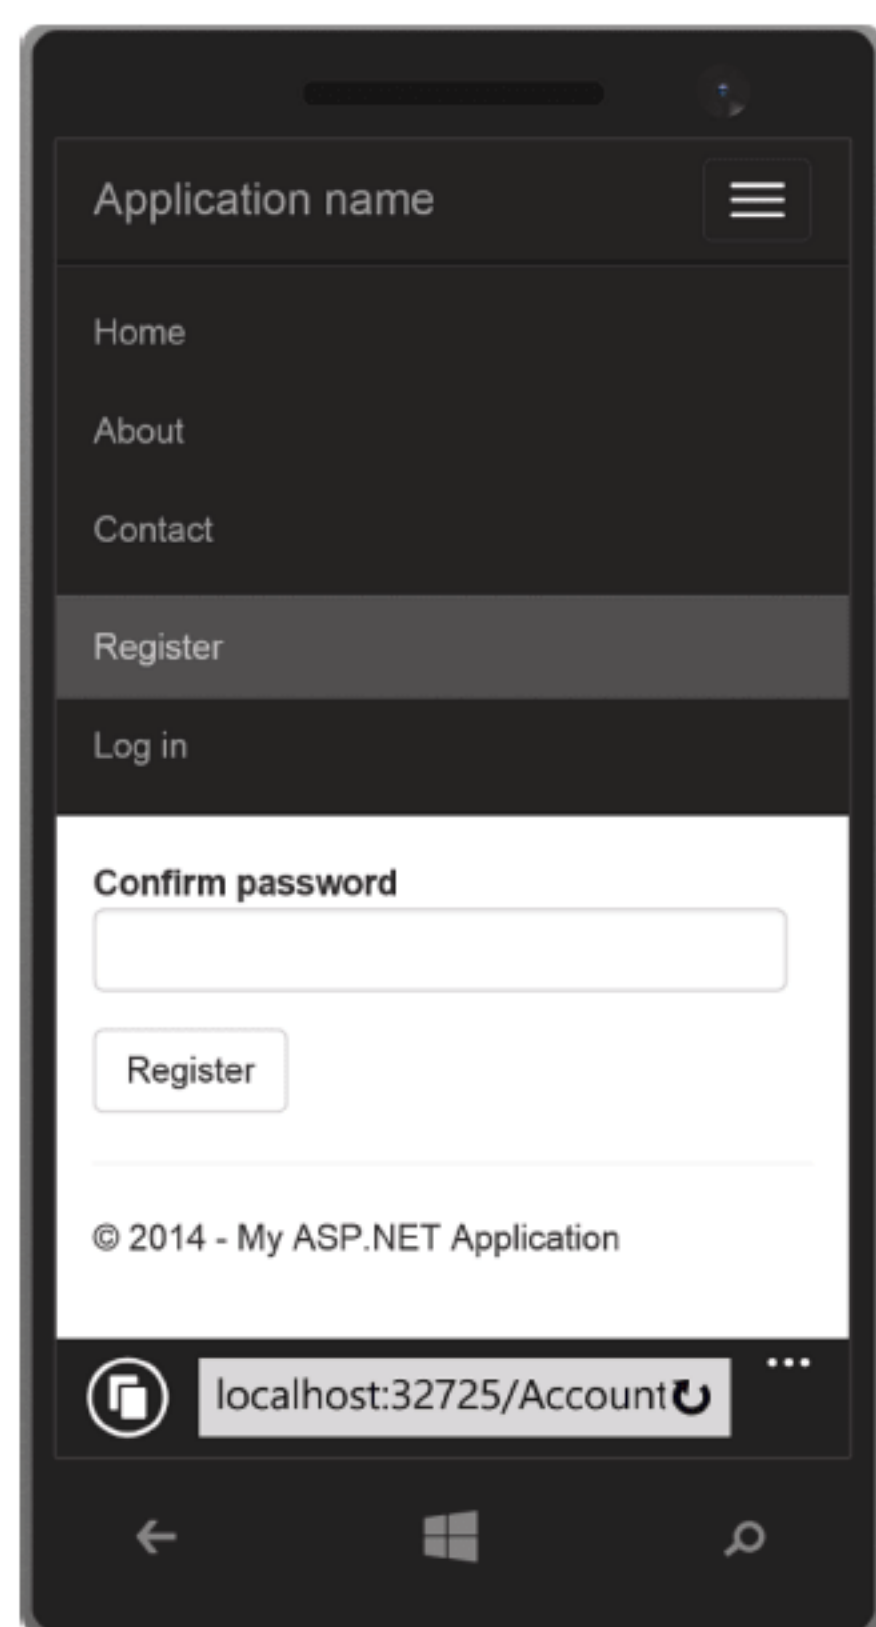 Application name
Home
About
Contact
Register
Log in
Confirm password
Register
© 2014 - My ASP.NET Application
localhost:32725/Account